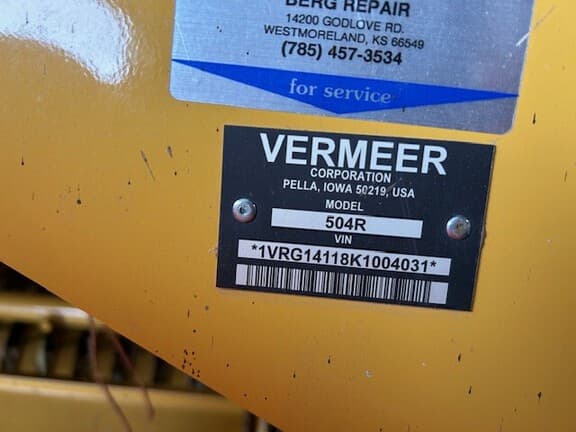 BERG REPAIR
14200 GODLOVE RD.
WESTMORELAND, KS 66549
(785) 457-3534
for service
VERMEER
CORPORATION
PELLA, IOWA 50219, USA
MODEL
504R
VIN
*1VRG14118K1004031*